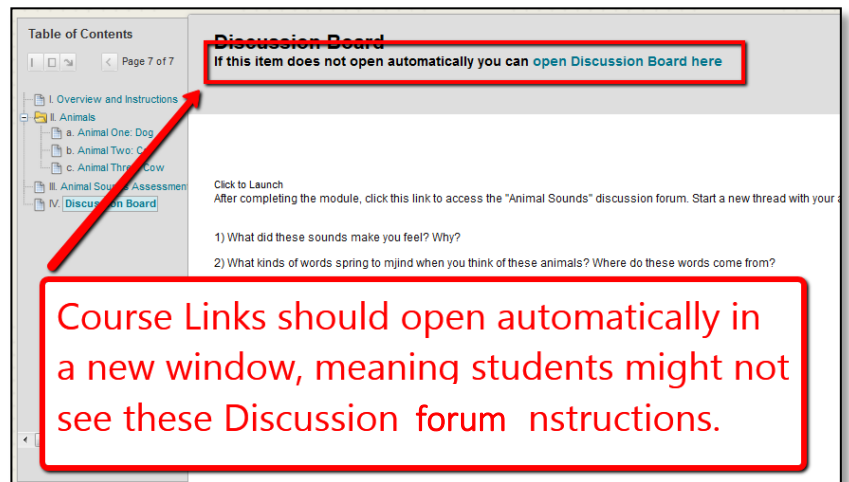 Table of Contents
Page 7 of 7
I. Overview and Instructions
II. Animals
a. Animal One: Dog
b. Animal Two: C
c. Animal Thre Cow
III. Animal Sounds Assessmen
IV. Discussion Board
Discussion Board
If this item does not open automatically you can open Discussion Board here
Click to Launch
After completing the module, click this link to access the "Animal Sounds" discussion forum. Start a new thread with your a
1) What did these sounds make you feel? Why?
2) What kinds of words spring to mjind when you think of these animals? Where do these words come from?
Course Links should open automatically in
a new window, meaning students might not
see these Discussion forum nstructions.